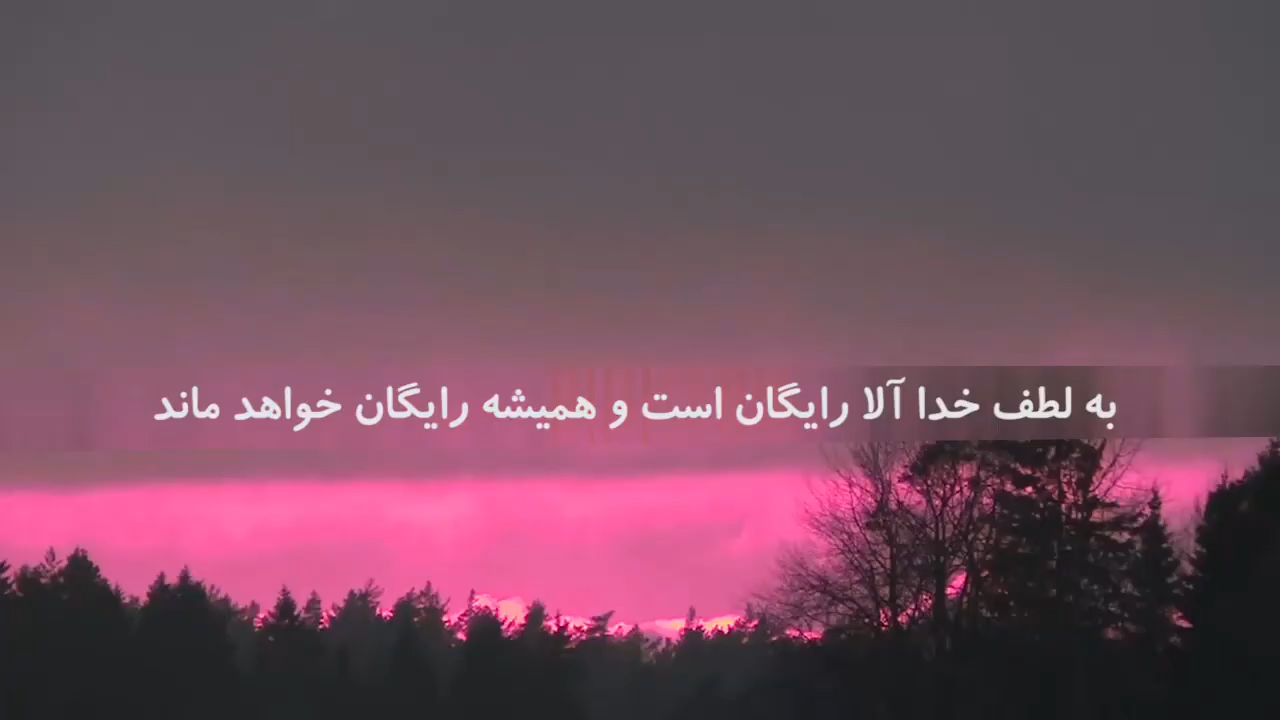 به لطف خدا آلا رایگان است و همیشه رایگان خواهد ماند